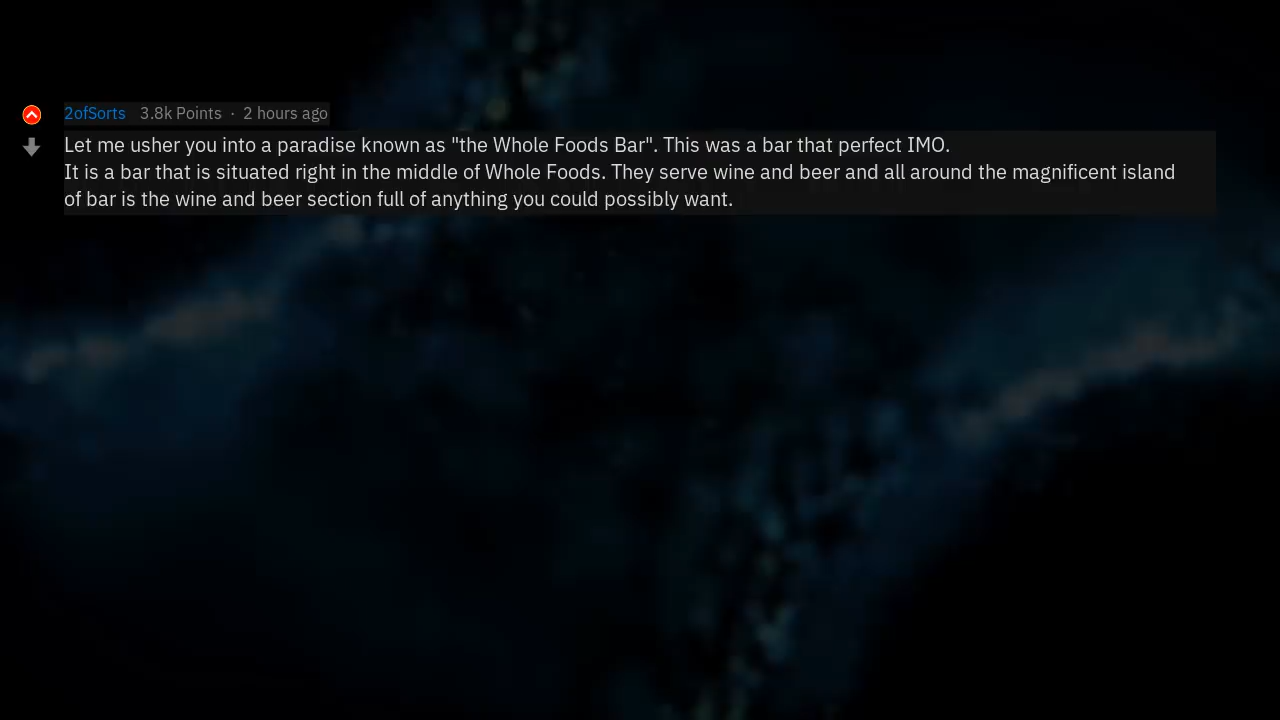 2ofSorts 3.8k Points · 2 hours ago
Let me usher you into a paradise known as "the Whole Foods Bar". This was a bar that perfect IMO.
It is a bar that is situated right in the middle of Whole Foods. They serve wine and beer and all around the magnificent island
of bar is the wine and beer section full of anything you could possibly want.